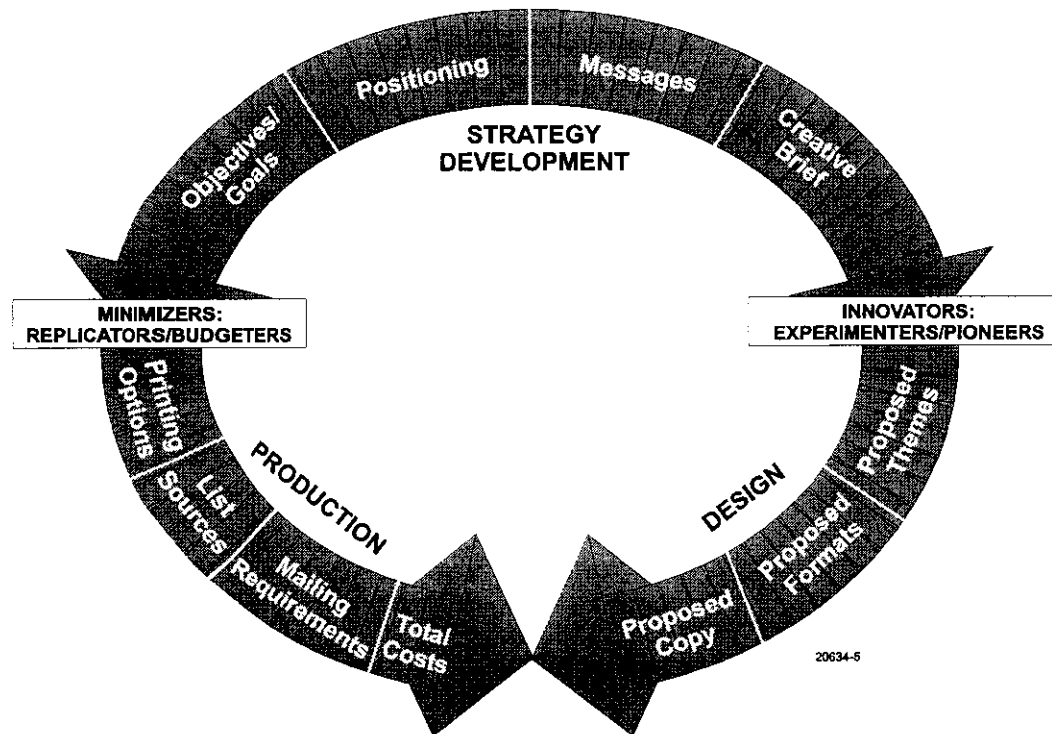 Positioning
Messages
Objectives/
Goals
Creative
Brief
STRATEGY
DEVELOPMENT
MINIMIZERS:
REPLICATORS/BUDGETERS
INNOVATORS:
EXPERIMENTERS/PIONEERS
Printing
Options
List
Sources
Mailing
Requirements
Total
Costs
PRODUCTION
DESIGN
Proposed
Themes
Proposed
Formats
Proposed
Copy
20634-5